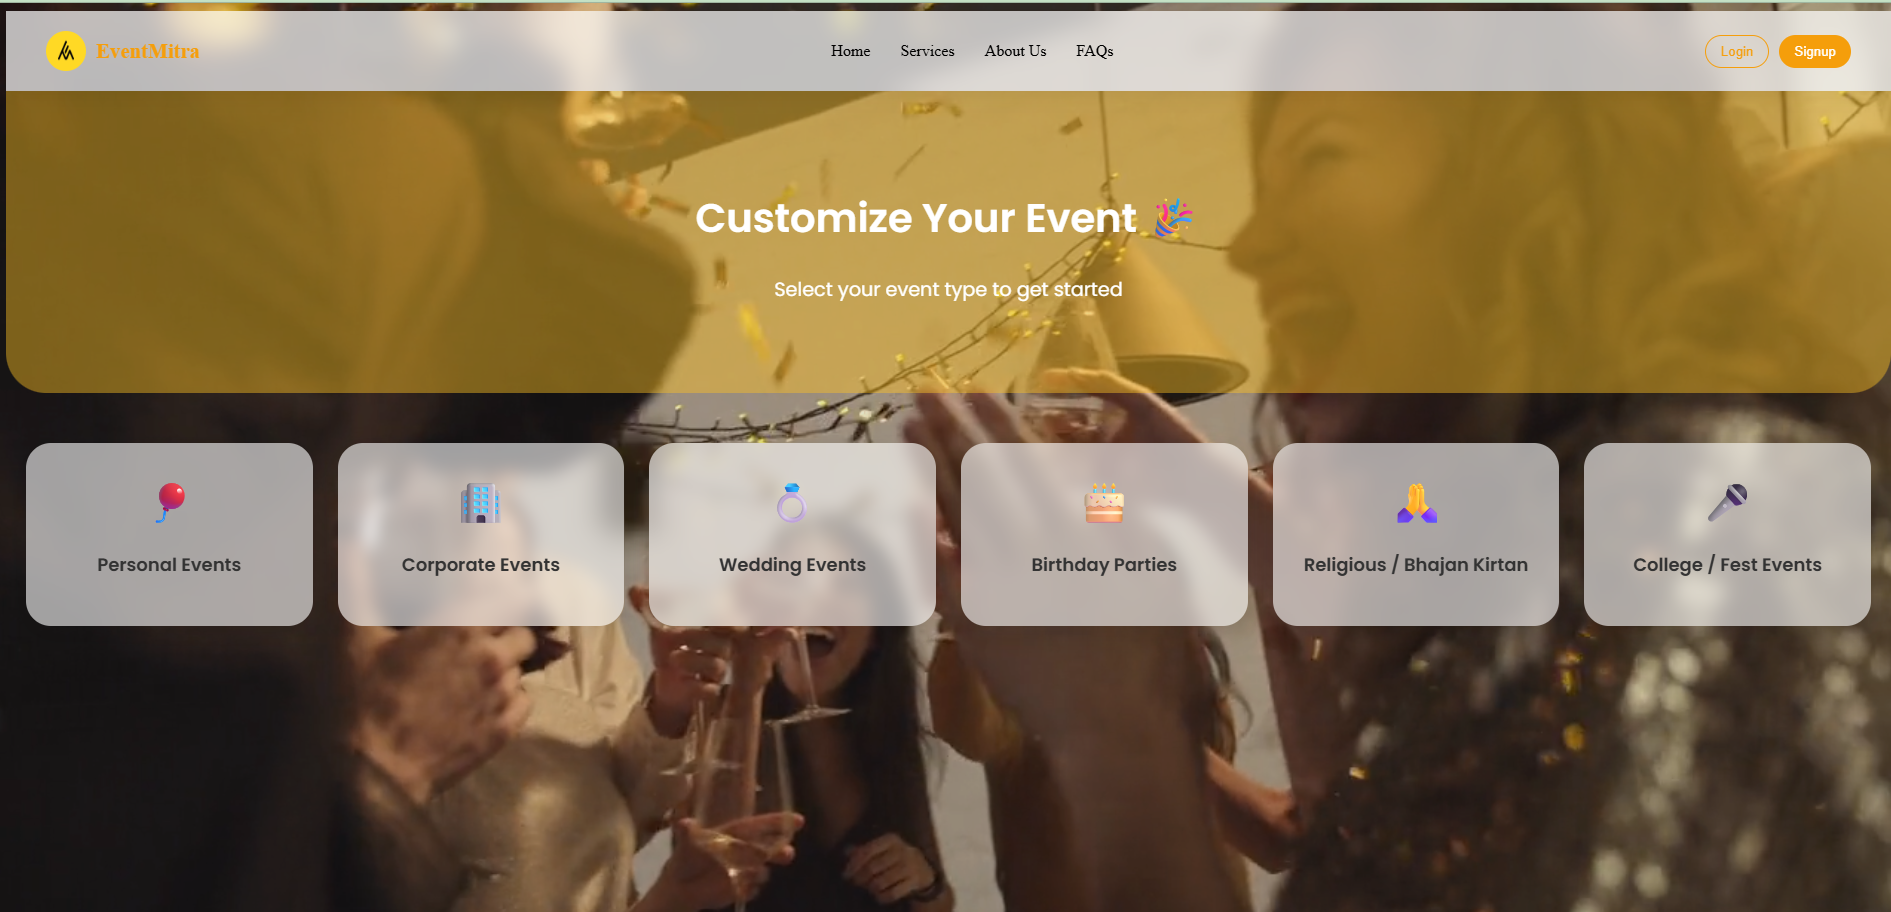 EventMitra
Home Services About Us FAQs
Login Signup
Customize Your Event 🎉
Select your event type to get started
Personal Events
Corporate Events
Wedding Events
Birthday Parties
Religious / Bhajan Kirtan
College / Fest Events